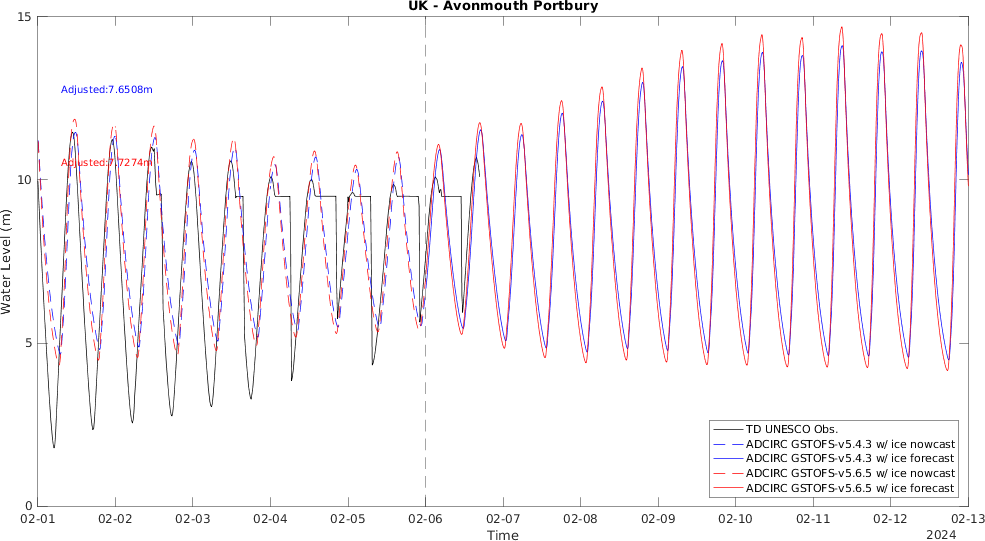 UK - Avonmouth Portbury
15
10
5
0
Water Level (m)
Adjusted:7.6508m
Adjusted:7.7274m
TD UNESCO Obs.
ADCIRC GSTOFS-v5.4.3 w/ ice nowcast
ADCIRC GSTOFS-v5.4.3 w/ ice forecast
ADCIRC GSTOFS-v5.6.5 w/ ice nowcast
ADCIRC GSTOFS-v5.6.5 w/ ice forecast
02-01 02-02 02-03 02-04 02-05 02-06 02-07 02-08 02-09 02-10 02-11 02-12 02-13
Time
2024